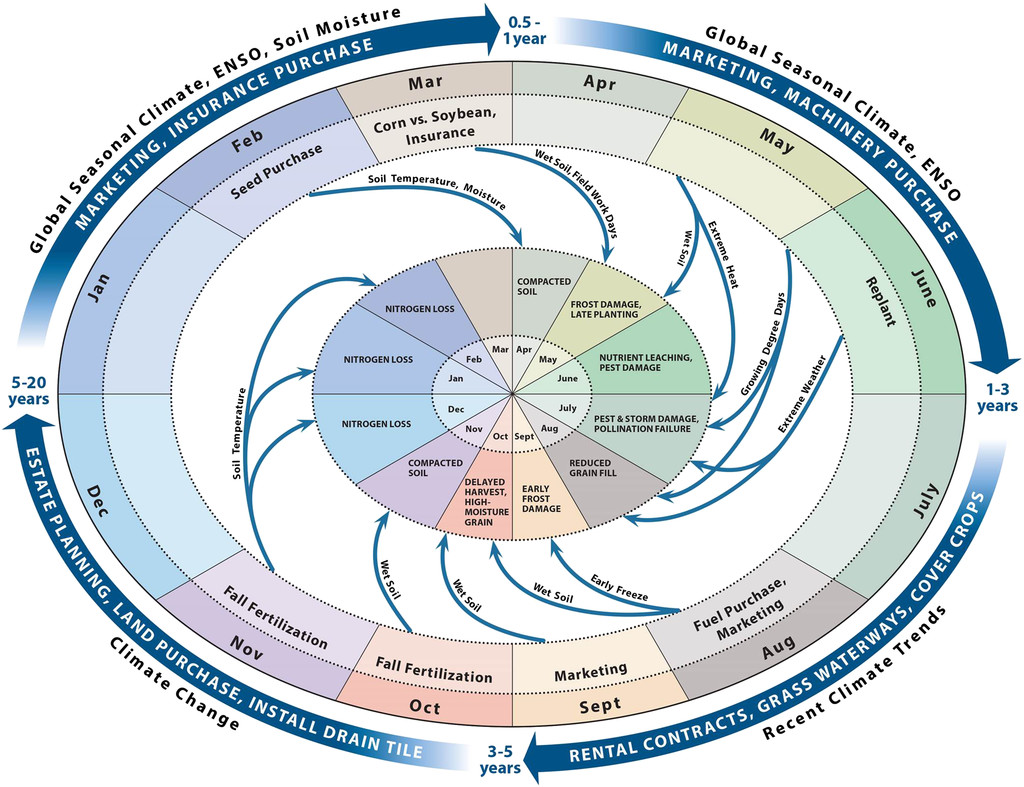 Global Seasonal Climate, ENSO, Soil Moisture
MARKETING, INSURANCE PURCHASE
0.5 -
1 year
Global Seasonal Climate, ENSO
MARKETING, MACHINERY PURCHASE
1-3
years
RENTAL CONTRACTS, GRASS WATERWAYS, COVER CROPS
Recent Climate Trends
3-5
years
ESTATE PLANNING, LAND PURCHASE, INSTALL DRAIN TILE
Climate Change
5-20
years
Jan
Feb
Seed Purchase
Mar
Corn vs. Soybean,
Insurance
Apr
May
June
Replant
July
Aug
Fuel Purchase,
Marketing
Sept
Marketing
Oct
Fall Fertilization
Nov
Fall Fertilization
Dec
Soil Temperature, Moisture
Wet Soil, Field Work Days
Wet Soil
Extreme Heat
Growing Degree Days
Extreme Weather
Early Freeze
Wet Soil
Wet Soil
Wet Soil
Soil Temperature
NITROGEN LOSS
COMPACTED
SOIL
FROST DAMAGE,
LATE PLANTING
NITROGEN LOSS
NUTRIENT LEACHING,
PEST DAMAGE
NITROGEN LOSS
PEST & STORM DAMAGE,
POLLINATION FAILURE
COMPACTED
SOIL
DELAYED
HARVEST,
HIGH-
MOISTURE
GRAIN
EARLY
FROST
DAMAGE
REDUCED
GRAIN FILL
Mar
Apr
Feb
May
Jan
June
Dec
July
Nov
Aug
Oct
Sept